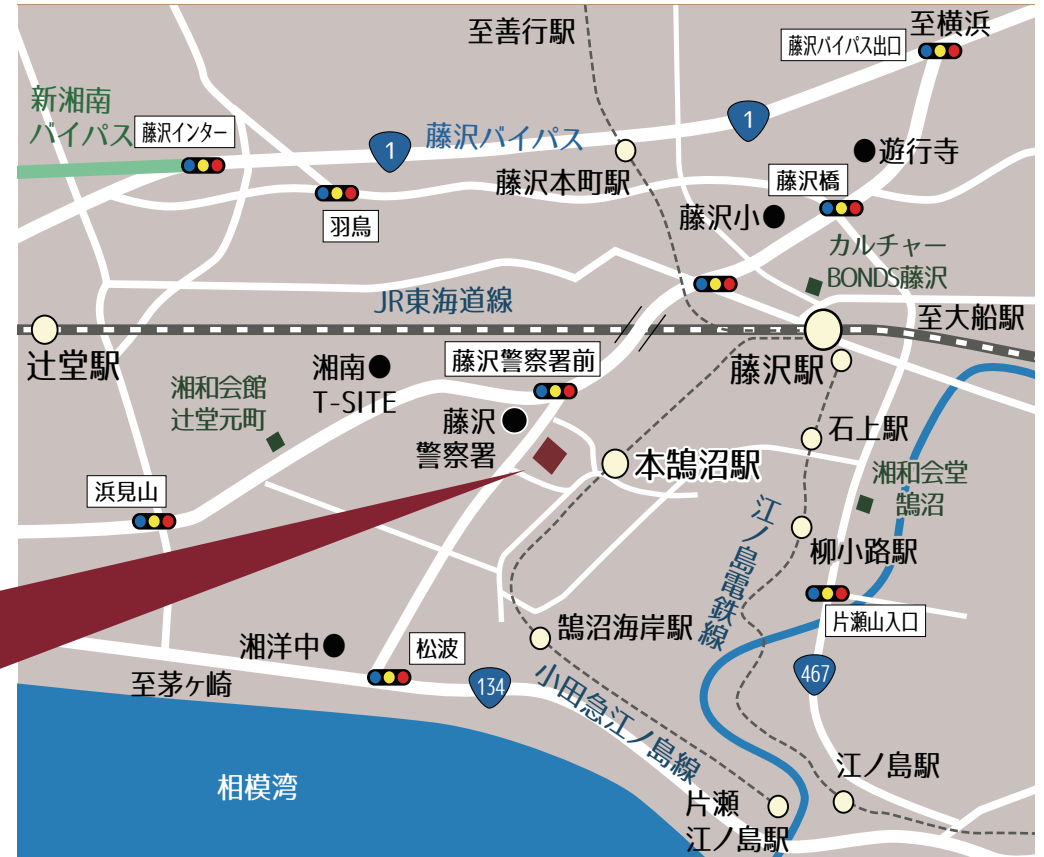 至善行駅
至横浜
藤沢バイパス出口
新湘南
バイパス
藤沢インター
1
藤沢バイパス
1
藤沢本町駅
遊行寺
藤沢橋
羽鳥
藤沢小
カルチャー
BONDS藤沢
JR東海道線
至大船駅
辻堂駅
湘南
T-SITE
藤沢警察署前
藤沢駅
湘和会館
辻堂元町
藤沢
警察署
石上駅
本鵠沼駅
湘和会堂
鵠沼
浜見山
江ノ島電鉄線
柳小路駅
鵠沼海岸駅
片瀬山入口
湘洋中
松波
至茅ヶ崎
134
467
小田急江ノ島線
相模湾
江ノ島駅
片瀬
江ノ島駅